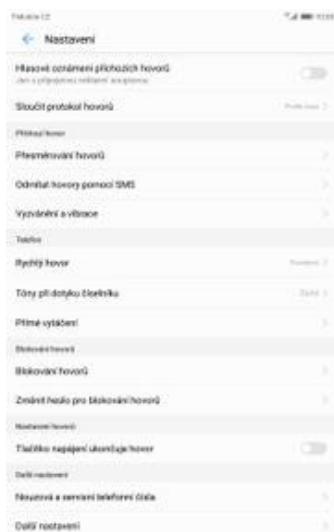 Nastavení
Hlasové oznámení příchozích hovorů
Jen s připojenou
Sloučit protokol hovorů
Příchozí hovor
Přesměrování hovorů
Odmítat hovory pomocí SMS
Vyzvánění a vibrace
Telefon
Rychlý hovor
Tóny při dotyku číselníku
Přímé vytáčení
Blokování hovorů
Blokování hovorů
Změnit heslo pro blokování hovorů
Nastavení hovorů
Tlačítko napájení ukončuje hovor
Další nastavení
Nouzová a servisní telefonní čísla
Další nastavení